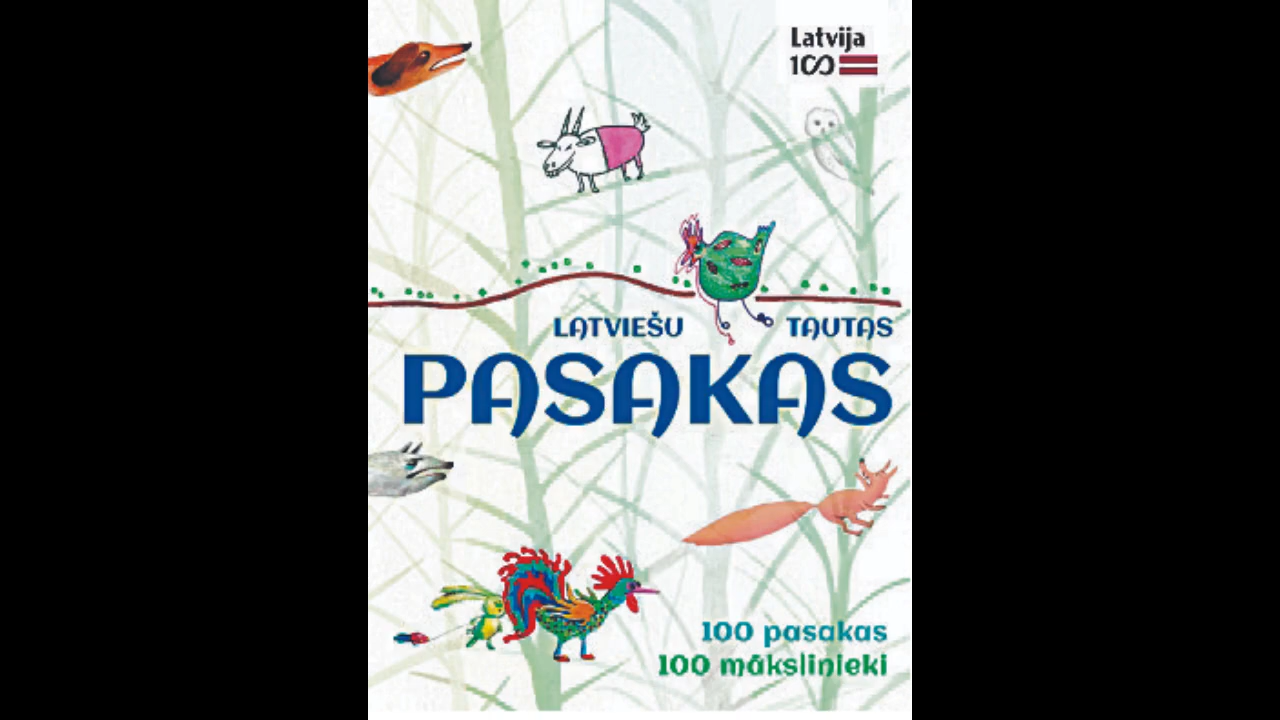 Latvija
100
LATVIEŠU TAUTAS
PASAKAS
100 pasakas
100 mākslinieki